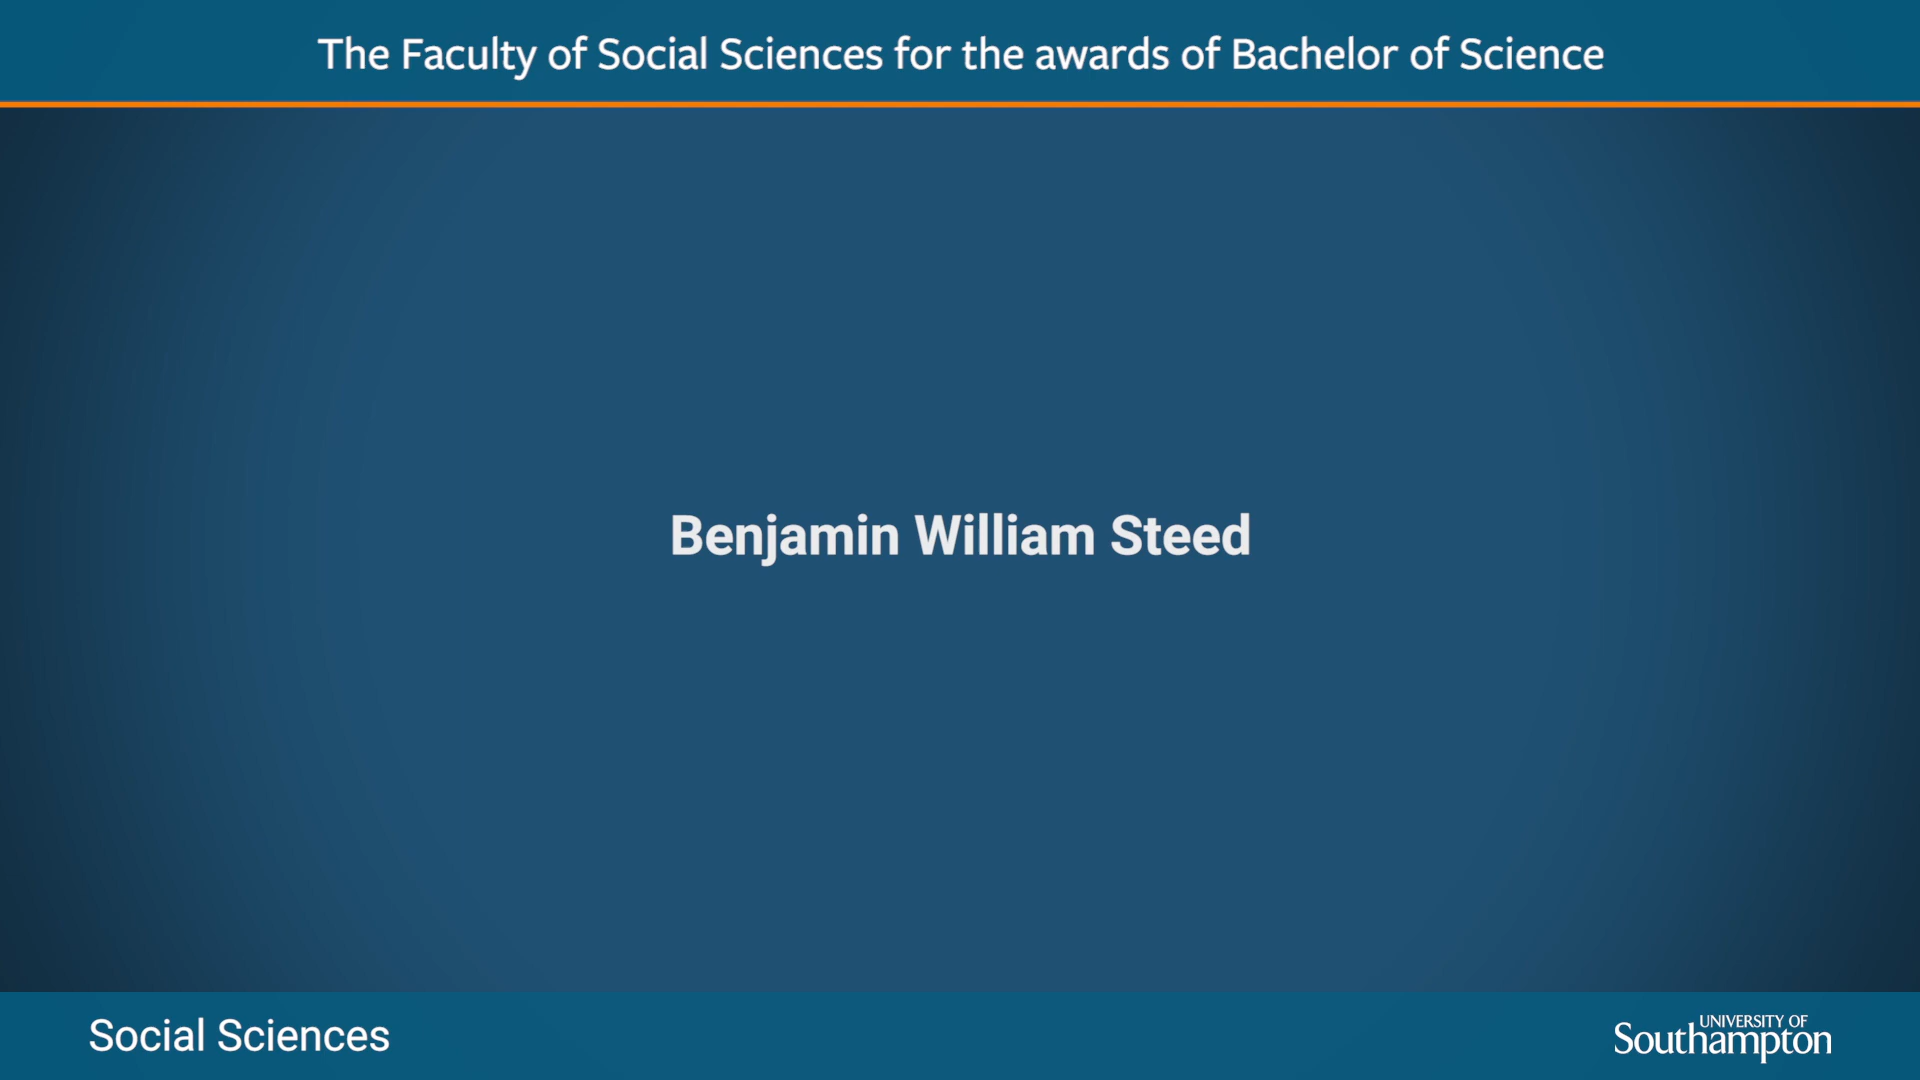 The Faculty of Social Sciences for the awards of Bachelor of Science
Benjamin William Steed
Social Sciences
UNIVERSITY OF
Southampton